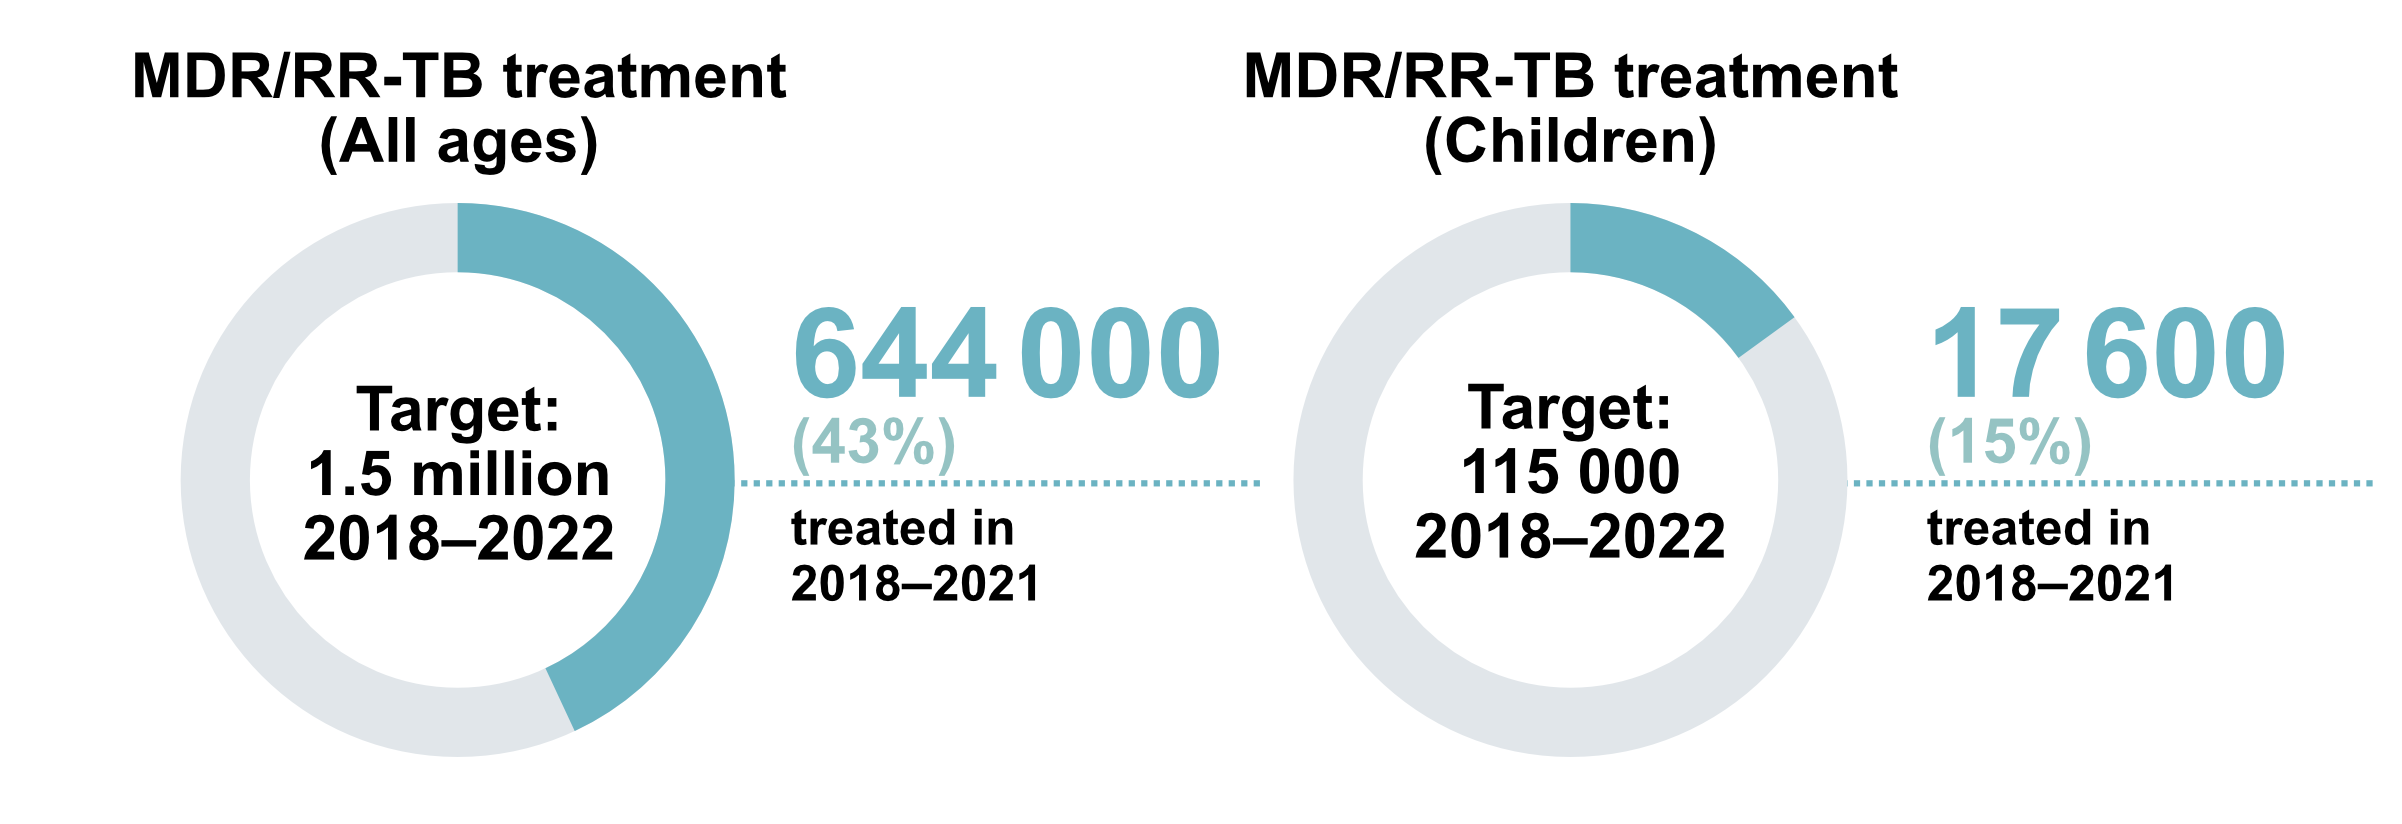 MDR/RR-TB treatment
(All ages)
Target:
1.5 million
2018–2022
644 000
(43%)
treated in
2018–2021
MDR/RR-TB treatment
(Children)
Target:
115 000
2018–2022
17 600
(15%)
treated in
2018–2021